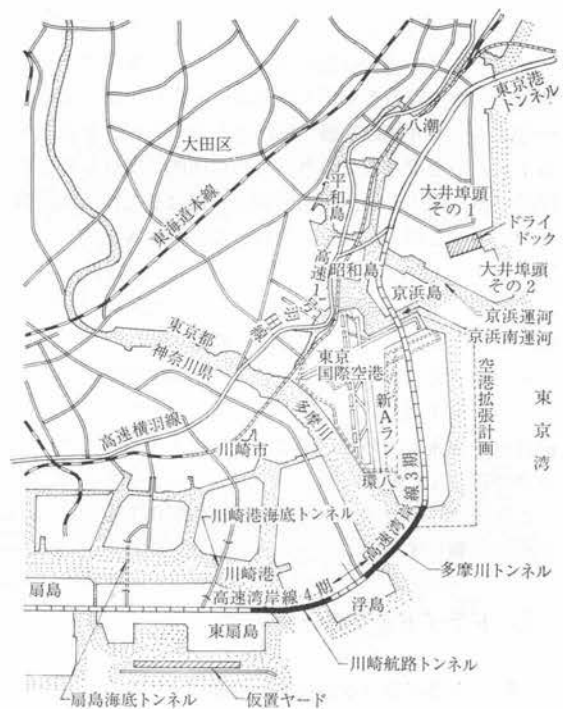 東京港
トンネル
八潮
大田区
平和島
大井埠頭
その1
東海道本線
ドライ
ドック
高速1号
羽田線
昭和島
大井埠頭
その2
京浜島
京浜運河
京浜南運河
東京都
神奈川県
東京
国際空港
新Aラン
空港拡張計画
東京湾
多摩川
高速横羽線
川崎市
環八
高速湾岸線3期
川崎港海底トンネル
多摩川トンネル
川崎港
扇島
高速湾岸線4期
浮島
東扇島
川崎航路トンネル
扇島海底トンネル
仮置ヤード